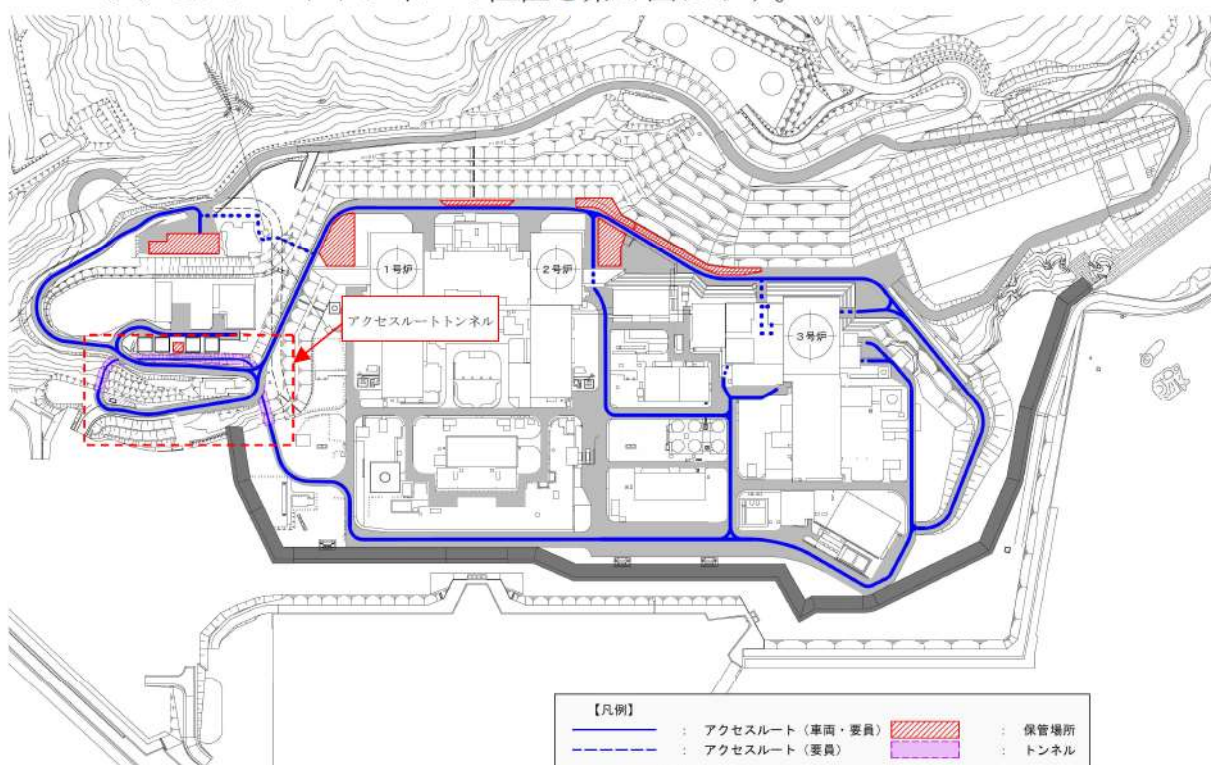 1号炉
2号炉
3号炉
アクセスルートトンネル
【凡例】
： アクセスルート（車両・要員）
： 保管場所
： アクセスルート（要員）
： トンネル